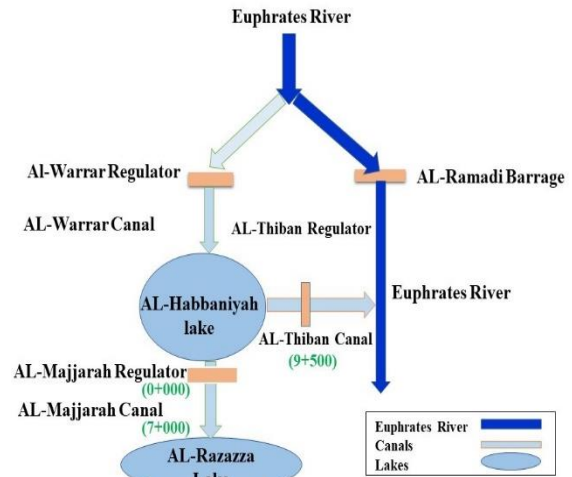 Euphrates River
Al-Warrar Regulator
AL-Ramadi Barrage
AL-Warrar Canal
AL-Thiban Regulator
AL-Habbaniyah
lake
Euphrates River
AL-Thiban Canal
(9+500)
AL-Majjarah Regulator
(0+000)
AL-Majjarah Canal
(7+000)
AL-Razazza
Euphrates River
Canals
Lakes